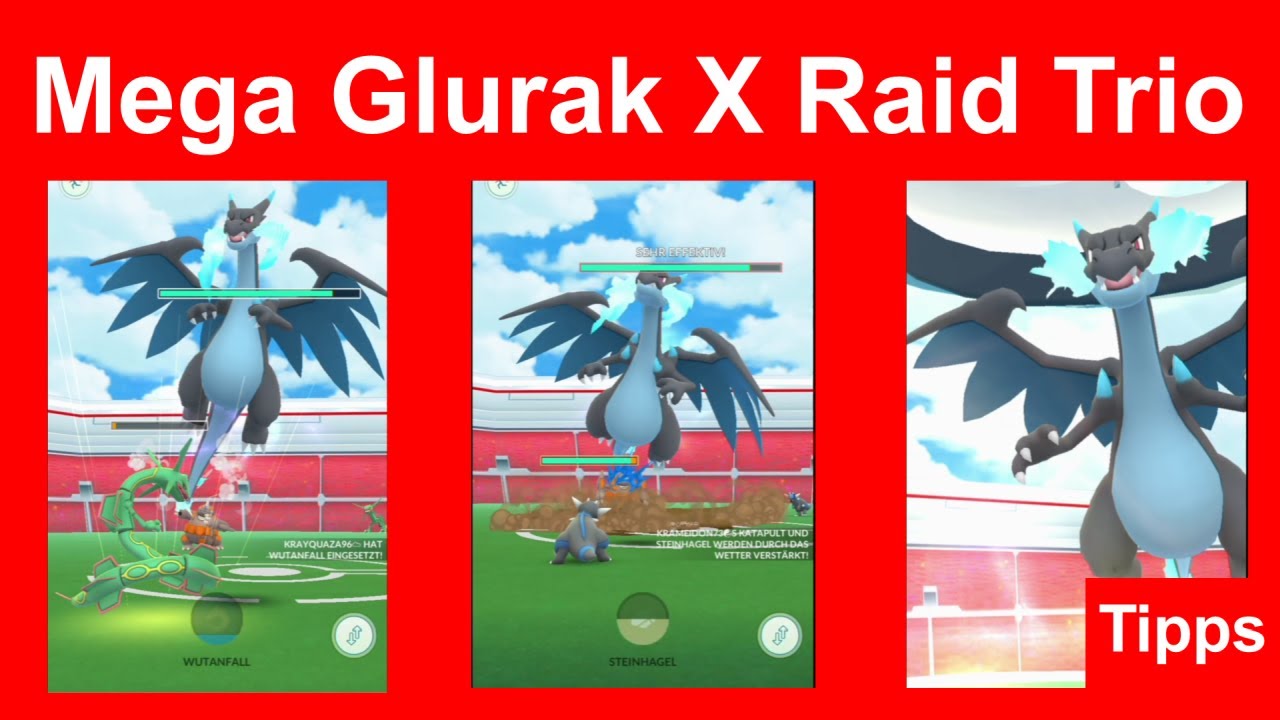 Mega Glurak X Raid Trio
KRAYQUAZA96 HAT
WUTANFALL EINGESETZT!
WUTANFALL
SEHR EFFEKTIV!
KRAMEIDON73 S KATAPULT UND
STEINHAGEL WERDEN DURCH DAS
WETTER VERSTÄRKT!
STEINHAGEL
Tipps